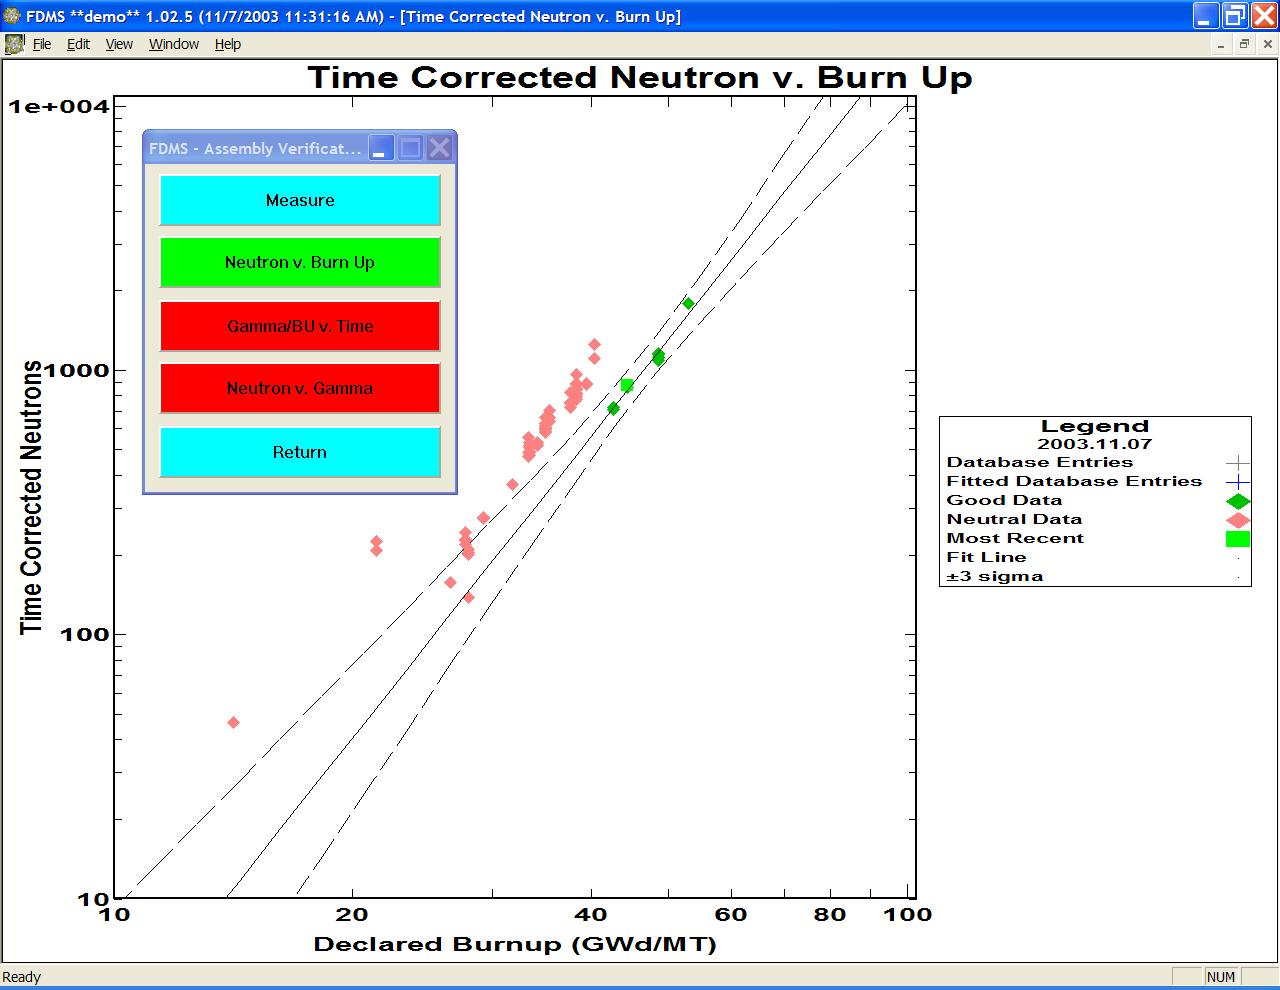 FDMS **demo** 1.02.5 (11/7/2003 11:31:16 AM) - [Time Corrected Neutron v. Burn Up]
File Edit View Window Help
Time Corrected Neutron v. Burn Up
1e+004
FDMS - Assembly Verificat...
Measure
Neutron v. Burn Up
Gamma/BU v. Time
Neutron v. Gamma
Return
Time Corrected Neutrons
1000
100
10
10 20 40 60 80 100
Declared Burnup (GWd/MT)
Legend
2003.11.07
Database Entries
Fitted Database Entries
Good Data
Neutral Data
Most Recent
Fit Line
±3 sigma
Ready NUM